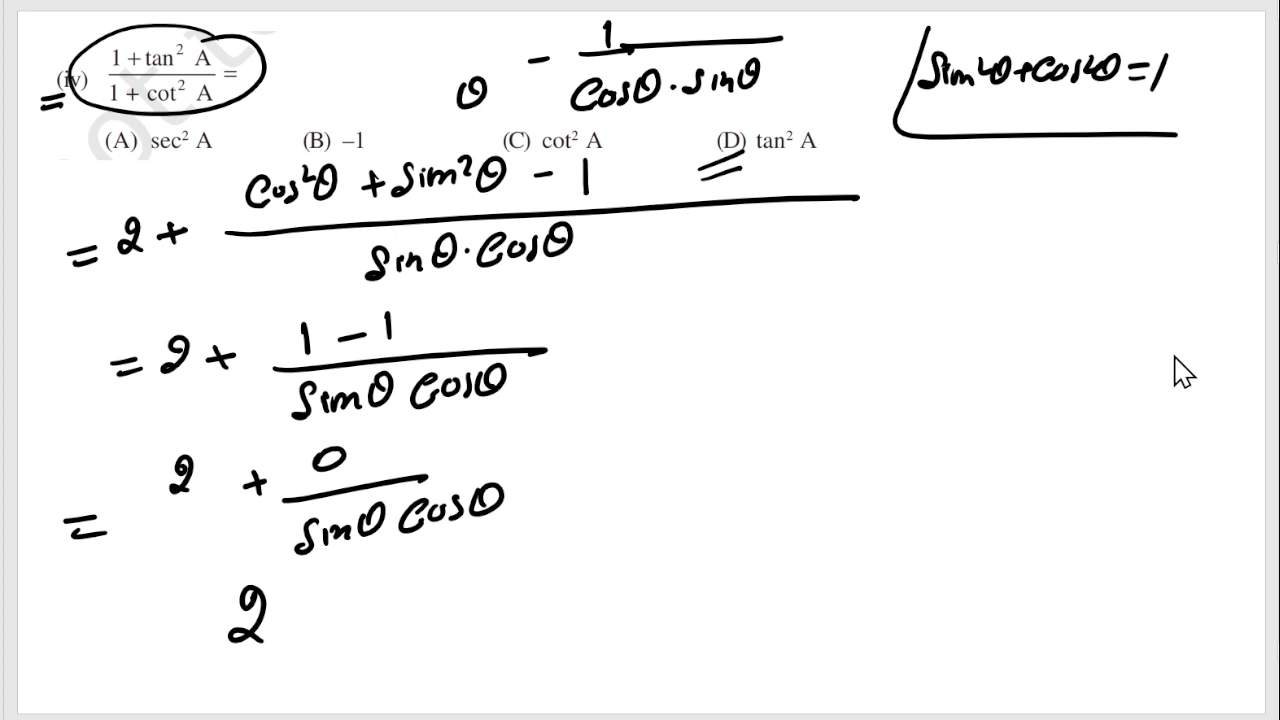 (iv) 1 + tan² A / 1 + cot² A =
θ - 1 / cosθ · sinθ
sin²θ + cos²θ = 1
=
(A) sec² A (B) –1 (C) cot² A (D) tan² A
= 2 + cos²θ + sin²θ - 1 / sinθ · cosθ
= 2 + 1 - 1 / sinθ cosθ
= 2 + 0 / sinθ cosθ
2